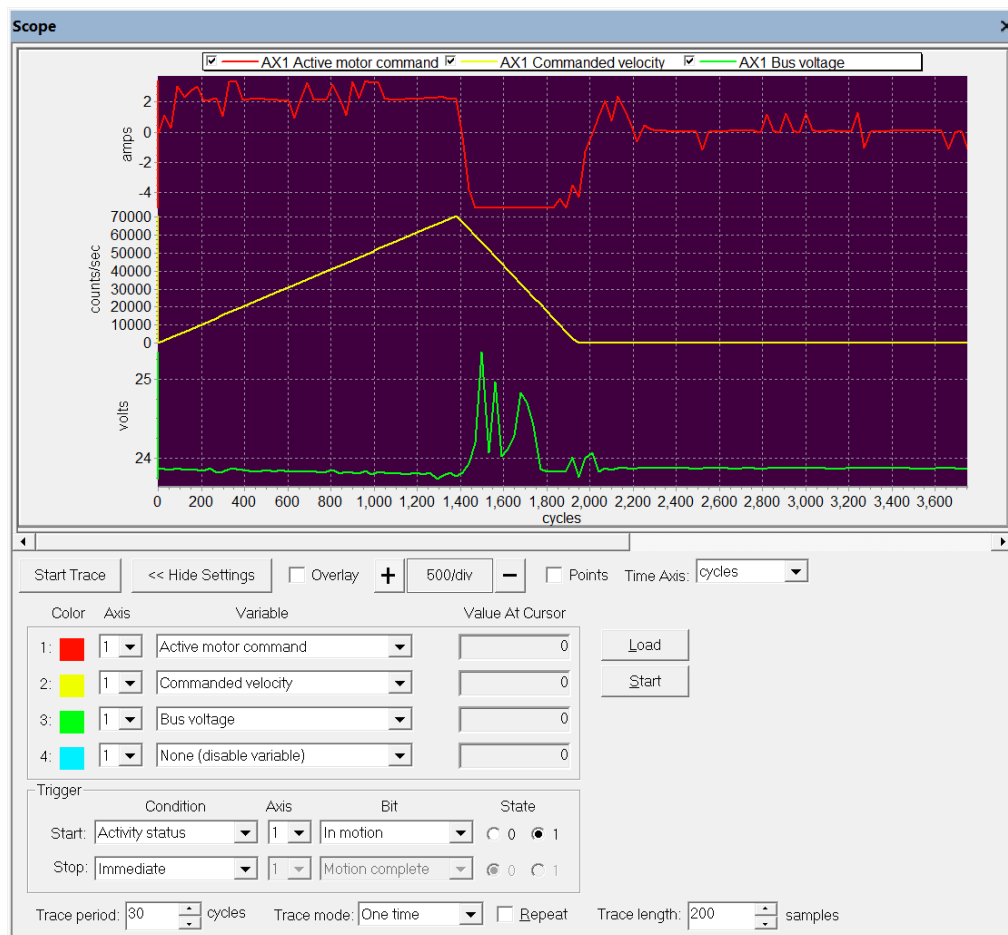 Scope
AX1 Active motor command AX1 Commanded velocity AX1 Bus voltage
2
0
-2
-4
amps
70000
60000
50000
40000
30000
20000
10000
0
counts/sec
25
24
volts
0 200 400 600 800 1,000 1,200 1,400 1,600 1,800 2,000 2,200 2,400 2,600 2,800 3,000 3,200 3,400 3,600
cycles
Start Trace << Hide Settings Overlay + 500/div − Points Time Axis: cycles
Color Axis Variable Value At Cursor
1: 1 Active motor command 0 Load
2: 1 Commanded velocity 0 Start
3: 1 Bus voltage 0
4: 1 None (disable variable) 0
Trigger
Condition Axis Bit State
Start: Activity status 1 In motion 0 1
Stop: Immediate 1 Motion complete 0 1
Trace period: 30 cycles Trace mode: One time Repeat Trace length: 200 samples